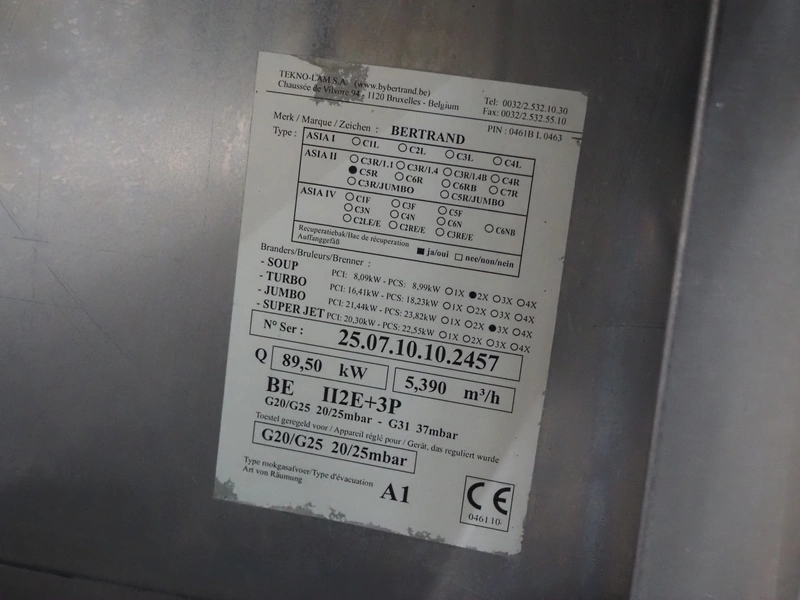 TEKNO-LAM S.A. (www.bybertrand.be)
Chaussée de Vilvore 94 - 1120 Bruxelles - Belgium
Tel: 0032/2.532.10.30
Fax: 0032/2.532.55.10
PIN : 0461B L 0463
Merk / Marque / Zeichen : BERTRAND
Type :
ASIA I ○ C1L ○ C2L ○ C3L ○ C4L
ASIA II ○ C3R/1.1 ○ C3R/1.4 ○ C3R/1.4B ○ C4R
● C5R ○ C6R ○ C6RB ○ C7R
○ C3R/JUMBO ○ C5R/JUMBO
ASIA IV ○ C1F ○ C3F ○ C5F
○ C3N ○ C4N ○ C6N ○ C6NB
○ C2LE/E ○ C2RE/E ○ C3RE/E
Recuperatiebak/Bac de récuperation
Auffanggefäß ■ ja/oui □ nee/non/nein
Branders/Bruleurs/Brenner :
- SOUP PCI: 8,09kW - PCS: 8,99kW ○ 1X ● 2X ○ 3X ○ 4X
- TURBO PCI: 16,41kW - PCS: 18,23kW ○ 1X ○ 2X ○ 3X ○ 4X
- JUMBO PCI: 21,44kW - PCS: 23,82kW ○ 1X ○ 2X ● 3X ○ 4X
- SUPER JET PCI: 20,30kW - PCS: 22,55kW ○ 1X ○ 2X ○ 3X ○ 4X
N° Ser : 25.07.10.10.2457
Q 89,50 kW 5,390 m³/h
BE II2E+3P
G20/G25 20/25mbar - G31 37mbar
Toestel geregeld voor / Appareil réglé pour / Gerät, das reguliert wurde
G20/G25 20/25mbar
Type rookgasafvoer/Type d'évacuation
Art von Räumung A1
CE
0461 10